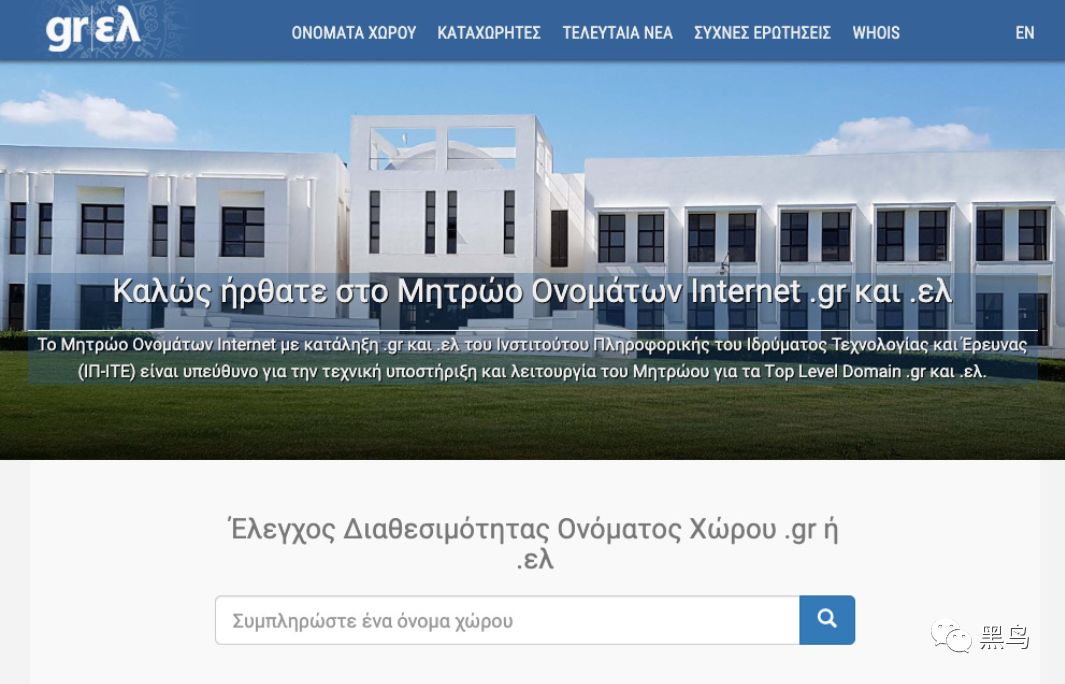 gr|ελ
ΟΝΟΜΑΤΑ ΧΩΡΟΥ ΚΑΤΑΧΩΡΗΤΕΣ ΤΕΛΕΥΤΑΙΑ ΝΕΑ ΣΥΧΝΕΣ ΕΡΩΤΗΣΕΙΣ WHOIS EN
Καλώς ήρθατε στο Μητρώο Ονομάτων Internet .gr και .ελ
Το Μητρώο Ονομάτων Internet με κατάληξη .gr και .ελ του Ινστιτούτου Πληροφορικής του Ιδρύματος Τεχνολογίας και Έρευνας
(ΙΠ-ΙΤΕ) είναι υπεύθυνο για την τεχνική υποστήριξη και λειτουργία του Μητρώου για τα Top Level Domain .gr και .ελ.
Έλεγχος Διαθεσιμότητας Ονόματος Χώρου .gr ή
.ελ
Συμπληρώστε ένα όνομα χώρου
黑鸟